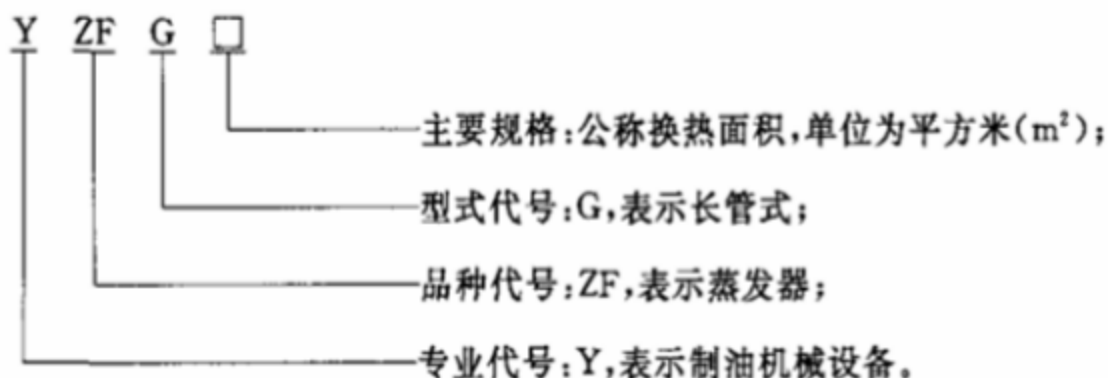 Y ZF G □
主要规格:公称换热面积,单位为平方米(m²);
型式代号:G,表示长管式;
品种代号:ZF,表示蒸发器;
专业代号:Y,表示制油机械设备。